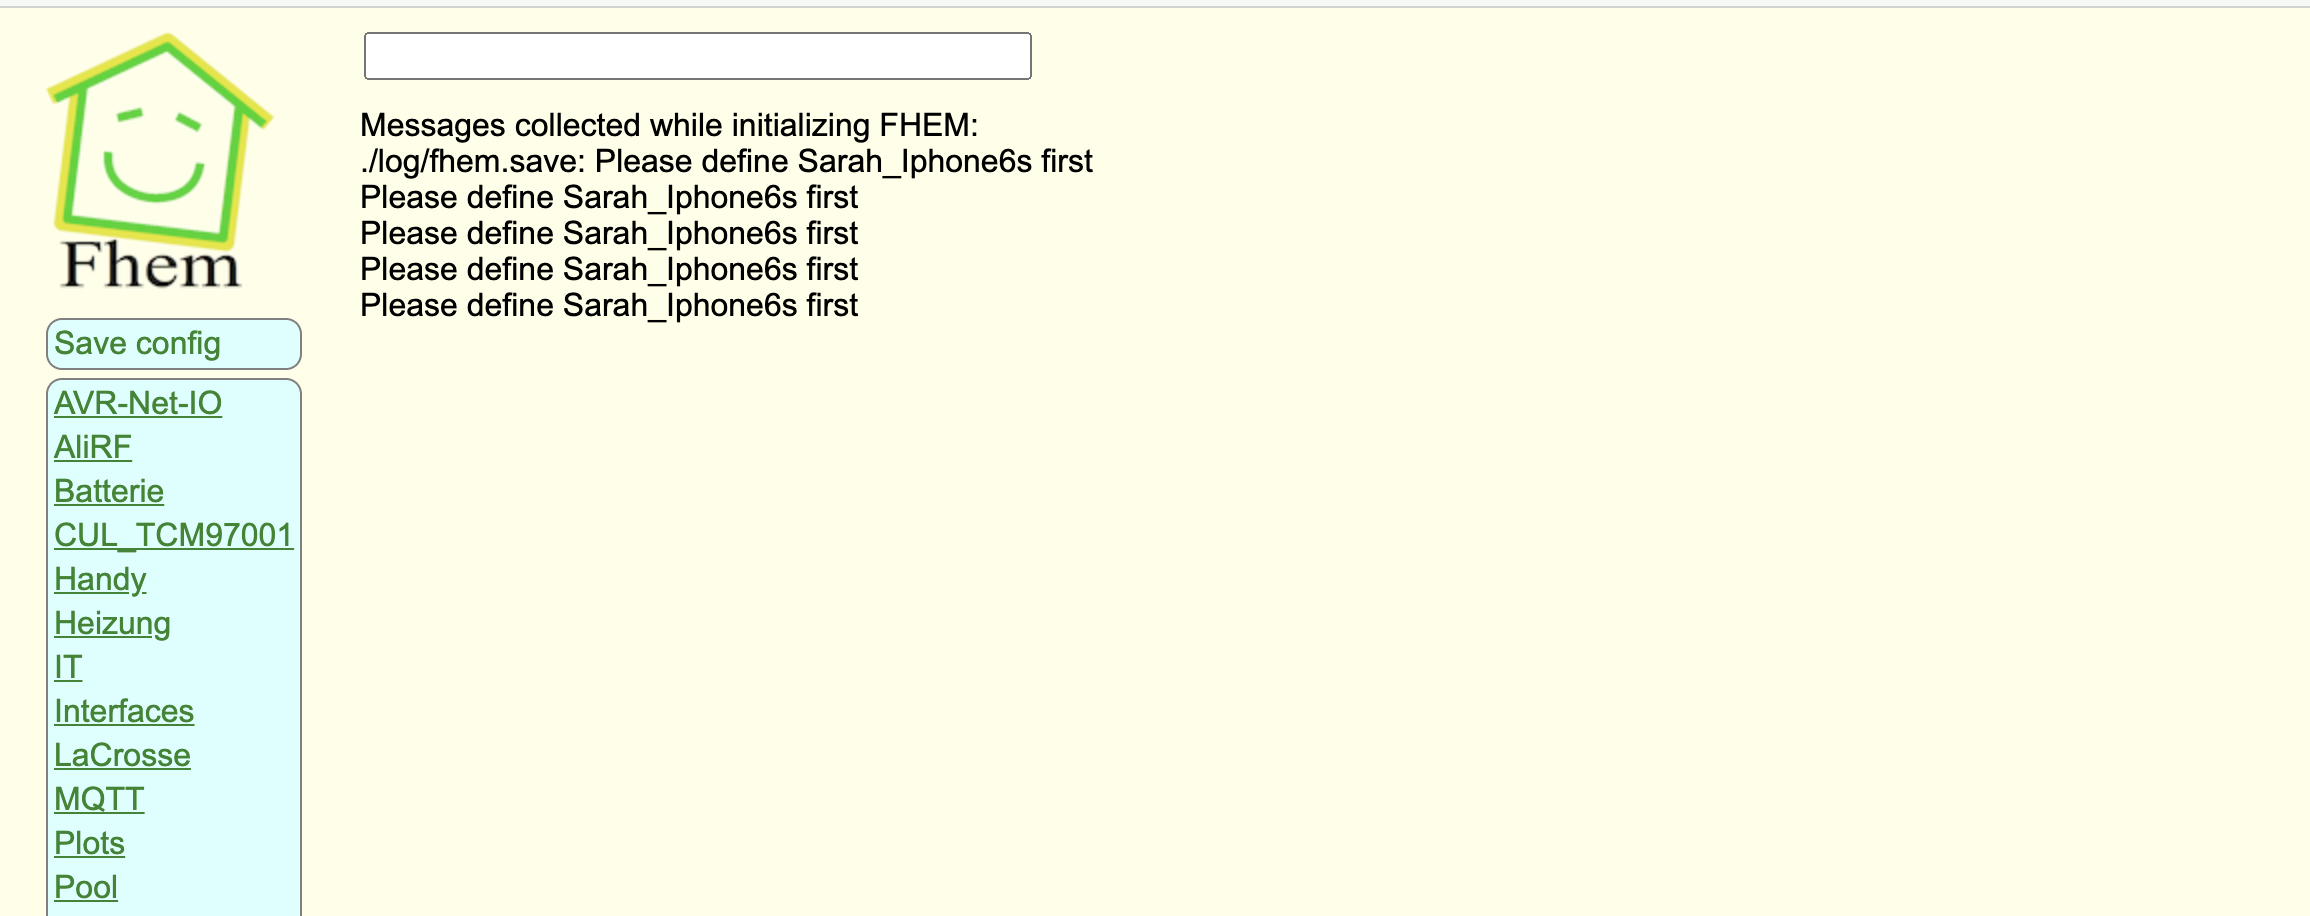 Fhem
Save config
AVR-Net-IO
AliRF
Batterie
CUL_TCM97001
Handy
Heizung
IT
Interfaces
LaCrosse
MQTT
Plots
Pool
Messages collected while initializing FHEM:
./log/fhem.save: Please define Sarah_Iphone6s first
Please define Sarah_Iphone6s first
Please define Sarah_Iphone6s first
Please define Sarah_Iphone6s first
Please define Sarah_Iphone6s first